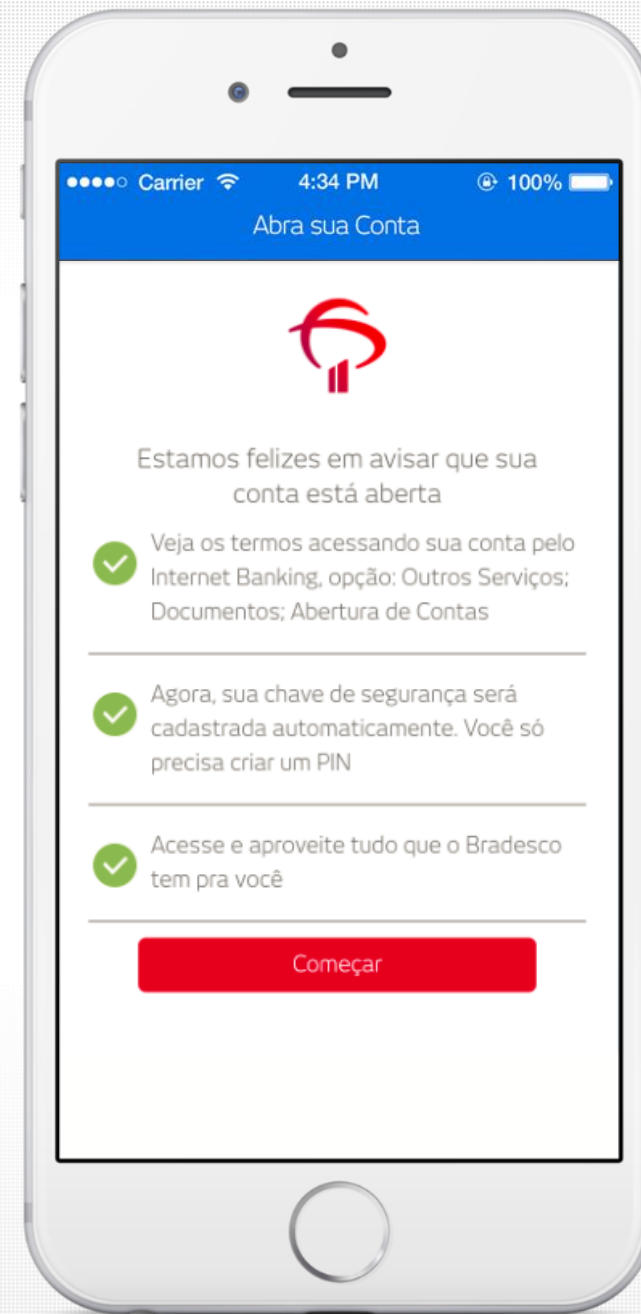 Carrier 4:34 PM 100%
Abra sua Conta
Estamos felizes em avisar que sua
conta está aberta
Veja os termos acessando sua conta pelo
Internet Banking, opção: Outros Serviços;
Documentos; Abertura de Contas
Agora, sua chave de segurança será
cadastrada automaticamente. Você só
precisa criar um PIN
Acesse e aproveite tudo que o Bradesco
tem pra você
Começar